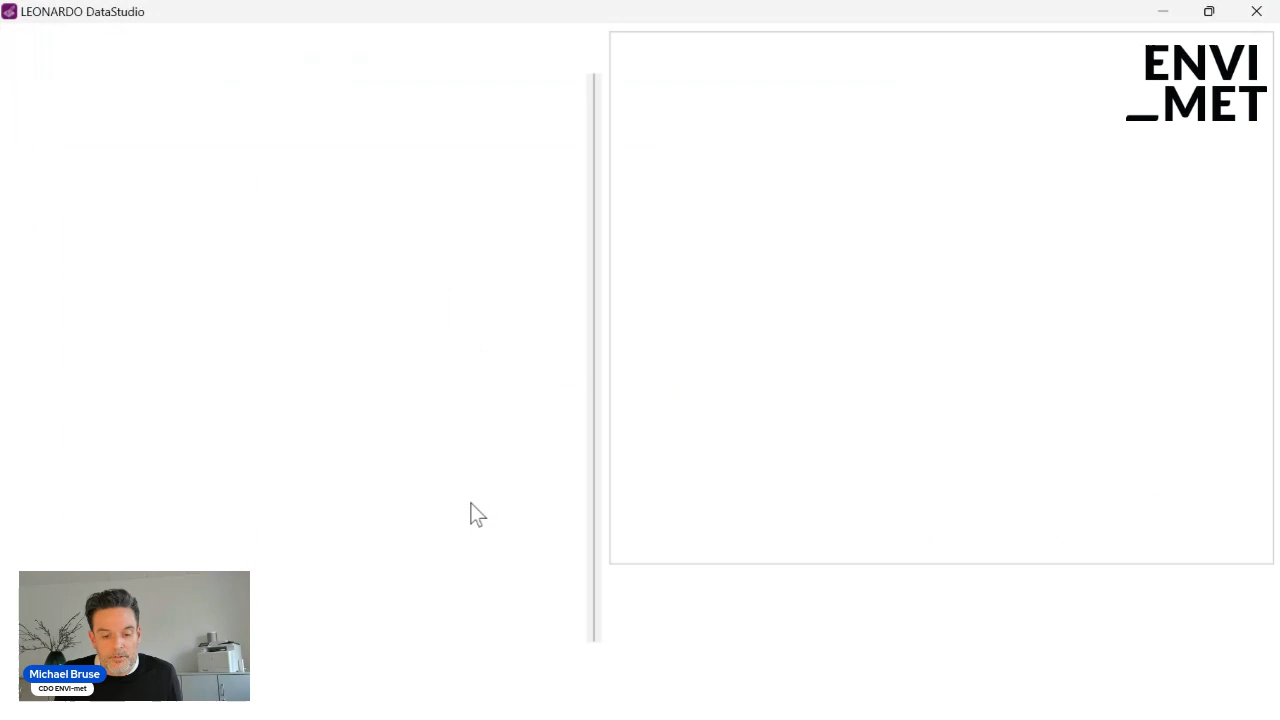 LEONARDO DataStudio
ENVI
_MET
Michael Bruse
CDO ENVI-met